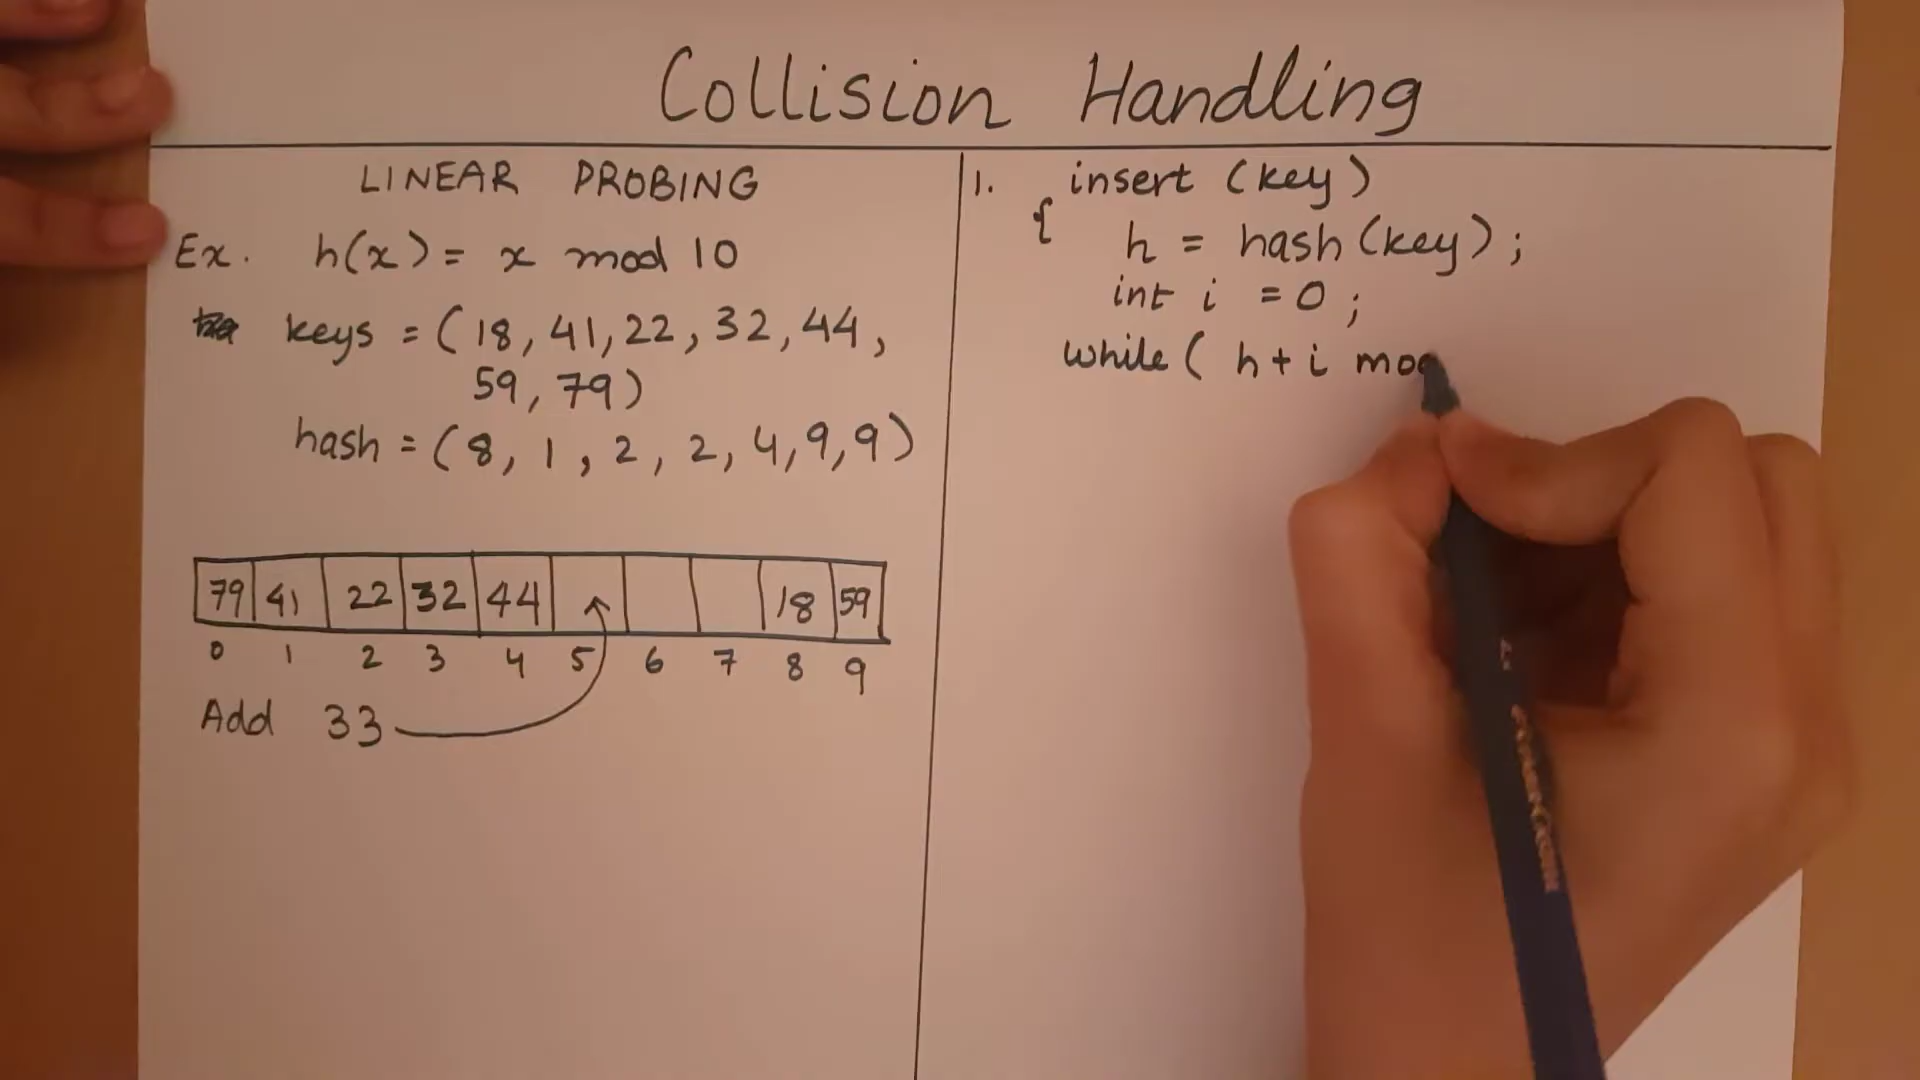 Collision Handling
LINEAR PROBING
Ex. h(x) = x mod 10
keys = (18, 41, 22, 32, 44,
59, 79)
hash = (8, 1, 2, 2, 4, 9, 9)
79 41 22 32 44 18 59
0 1 2 3 4 5 6 7 8 9
Add 33
1. insert (key)
{ h = hash (key);
int i = 0;
while ( h + i mo